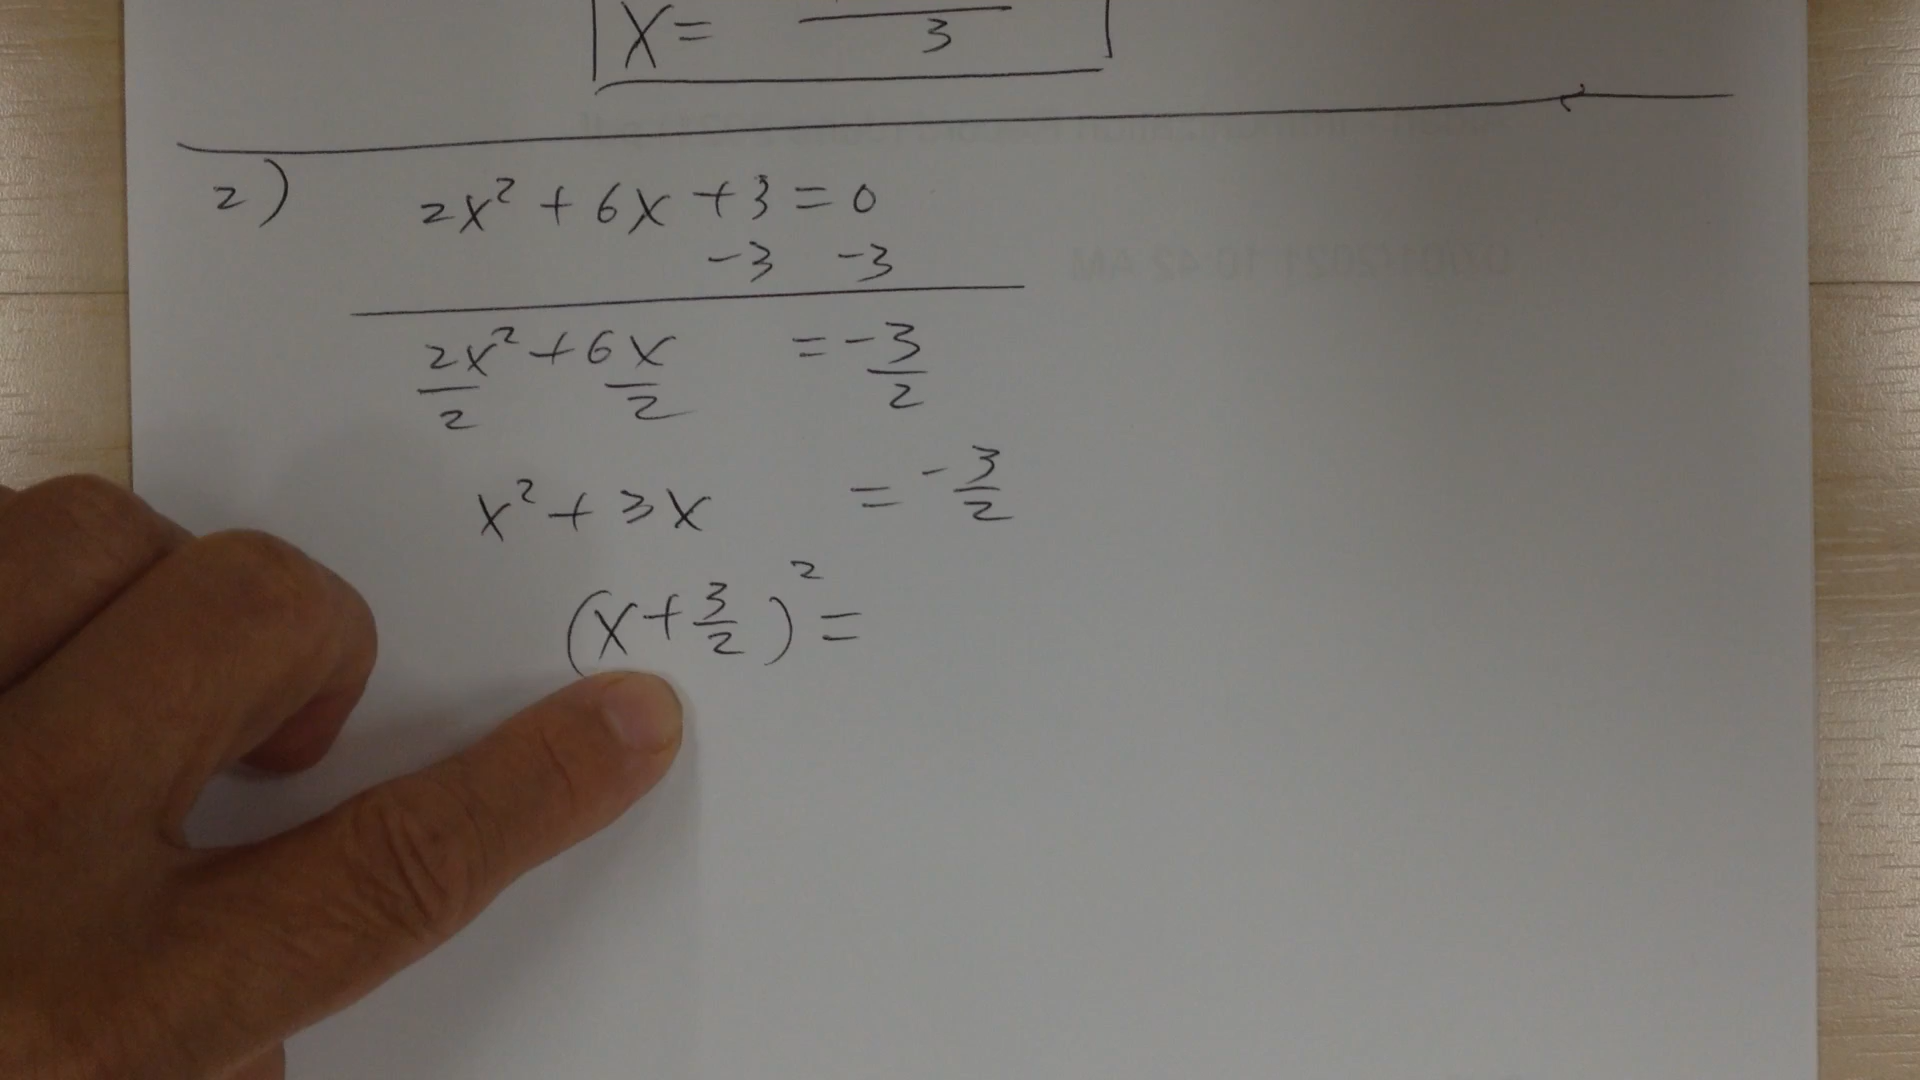 X= ─/3
2) 2x² + 6x + 3 = 0
-3 -3
2x²/2 + 6x/2 = -3/2
x² + 3x = -3/2
(x + 3/2)² =